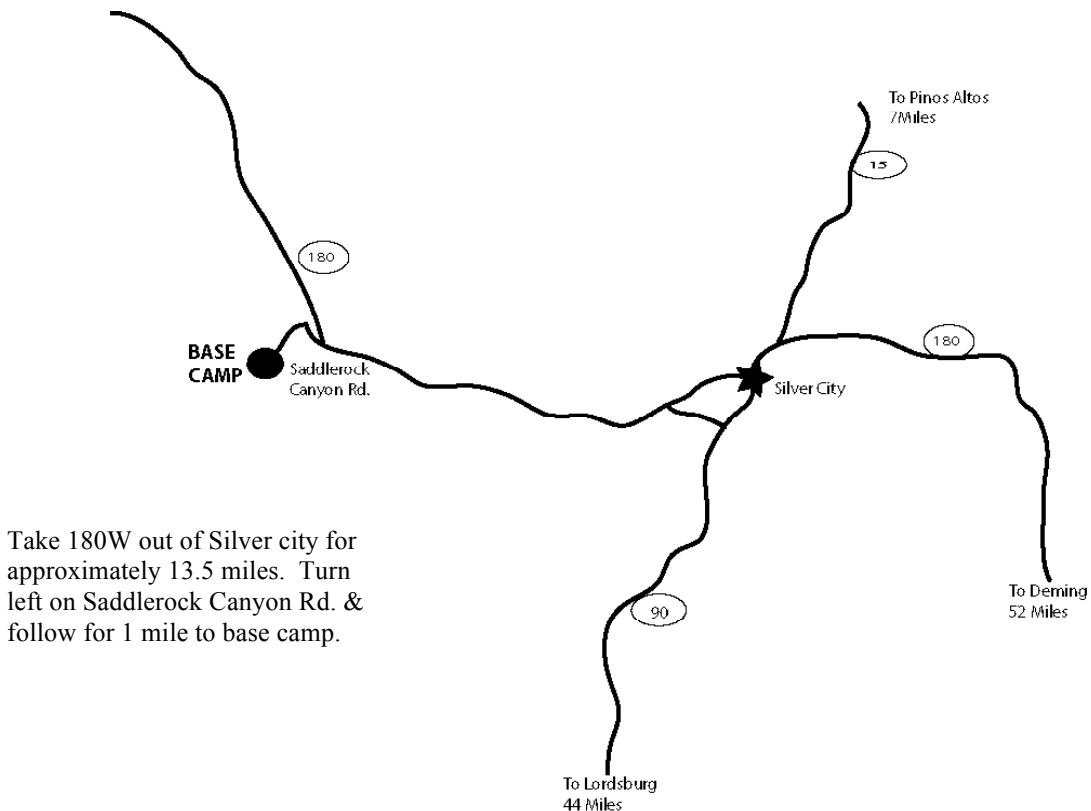 To Pinos Altos
7Miles
15
180
BASE
CAMP
Saddlerock
Canyon Rd.
180
Silver City
Take 180W out of Silver city for
approximately 13.5 miles.  Turn
left on Saddlerock Canyon Rd. &
follow for 1 mile to base camp.
To Deming
52 Miles
90
To Lordsburg
44 Miles